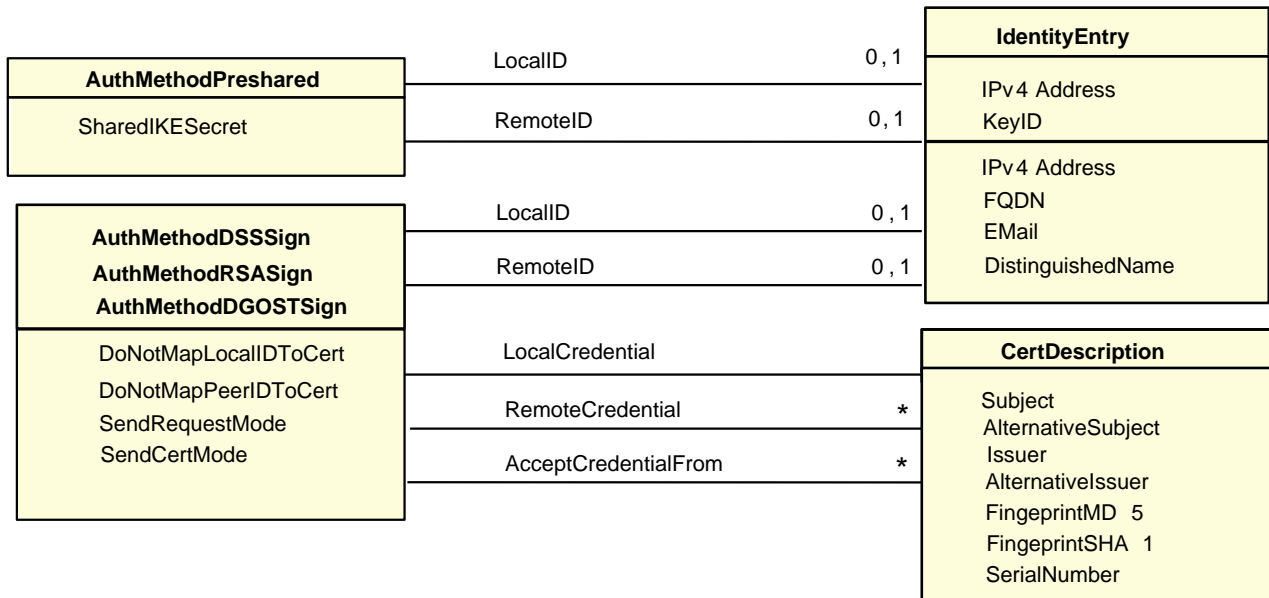 AuthMethodPreshared
SharedIKESecret
LocalID 0,1
RemoteID 0,1
IdentityEntry
IPv4 Address
KeyID
IPv4 Address
FQDN
EMail
DistinguishedName
AuthMethodDSSSign
AuthMethodRSASign
AuthMethodDGOSTSign
DoNotMapLocalIDToCert
DoNotMapPeerIDToCert
SendRequestMode
SendCertMode
LocalID 0,1
RemoteID 0,1
LocalCredential
RemoteCredential *
AcceptCredentialFrom *
CertDescription
Subject
AlternativeSubject
Issuer
AlternativeIssuer
FingeprintMD 5
FingeprintSHA 1
SerialNumber